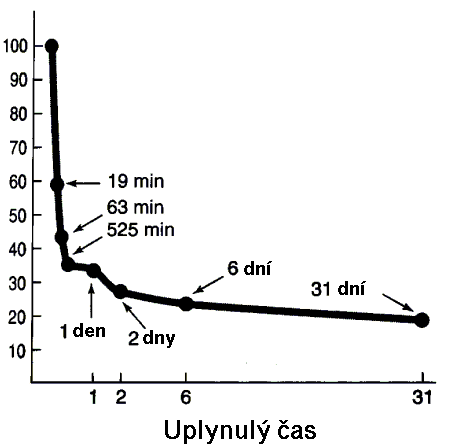 100
90
80
70
60
50
40
30
20
10
19 min
63 min
525 min
6 dní
31 dní
1 den
2 dny
1 2 6 31
Uplynulý čas